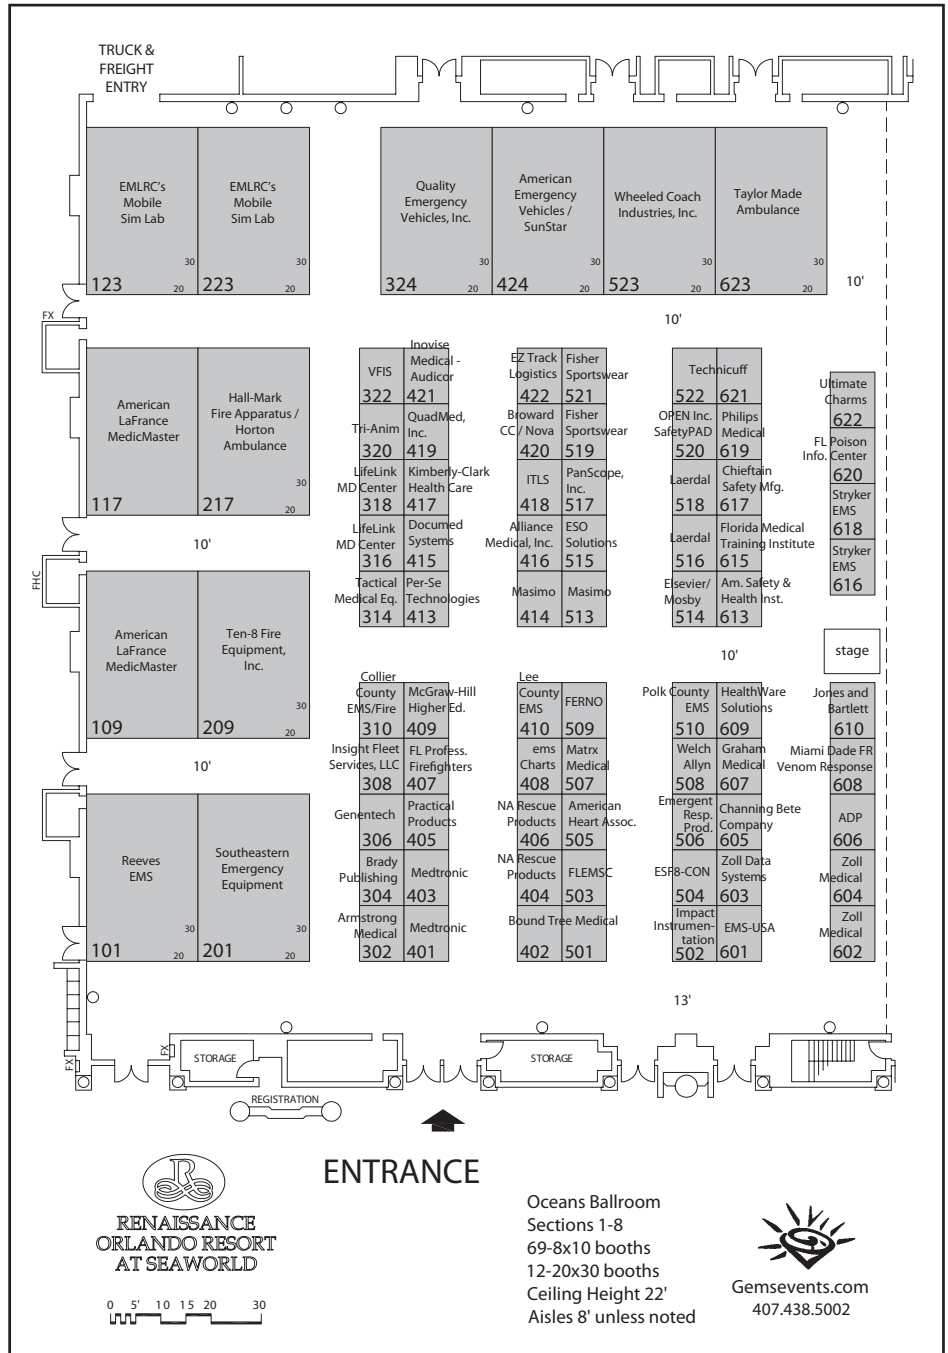 TRUCK &
FREIGHT
ENTRY
EMLRC's
Mobile
Sim Lab
30
123
20
EMLRC's
Mobile
Sim Lab
30
223
20
Quality
Emergency
Vehicles, Inc.
30
324
20
American
Emergency
Vehicles /
SunStar
30
424
20
Wheeled Coach
Industries, Inc.
30
523
20
Taylor Made
Ambulance
30
623
20
10'
10'
FX
American
LaFrance
MedicMaster
117
Hall-Mark
Fire Apparatus /
Horton
Ambulance
30
217
20
10'
FHC
American
LaFrance
MedicMaster
109
Ten-8 Fire
Equipment,
Inc.
30
209
20
10'
Reeves
EMS
30
101
20
Southeastern
Emergency
Equipment
30
201
20
VFIS
322
Inovise
Medical -
Audicor
421
Tri-Anim
320
QuadMed,
Inc.
419
LifeLink
MD Center
318
Kimberly-Clark
Health Care
417
LifeLink
MD Center
316
Documed
Systems
415
Tactical
Medical Eq.
314
Per-Se
Technologies
413
EZ Track
Logistics
422
Fisher
Sportswear
521
Broward
CC / Nova
420
Fisher
Sportswear
519
ITLS
418
PanScope,
Inc.
517
Alliance
Medical, Inc.
416
ESO
Solutions
515
Masimo
414
Masimo
513
Technicuff
522
621
OPEN Inc.
SafetyPAD
520
Philips
Medical
619
Laerdal
518
Chieftain
Safety Mfg.
617
Laerdal
516
Florida Medical
Training Institute
615
Elsevier/
Mosby
514
Am. Safety &
Health Inst.
613
Ultimate
Charms
622
FL Poison
Info. Center
620
Stryker
EMS
618
Stryker
EMS
616
10'
stage
Collier
County
EMS/Fire
310
McGraw-Hill
Higher Ed.
409
Insight Fleet
Services, LLC
308
FL Profess.
Firefighters
407
Genentech
306
Practical
Products
405
Brady
Publishing
304
Medtronic
403
Armstrong
Medical
302
Medtronic
401
Lee
County
EMS
410
FERNO
509
ems
Charts
408
Matrx
Medical
507
NA Rescue
Products
406
American
Heart Assoc.
505
NA Rescue
Products
404
FLEMSC
503
Bound Tree Medical
402
501
Polk County
EMS
510
HealthWare
Solutions
609
Welch
Allyn
508
Graham
Medical
607
Emergent
Resp.
Prod.
506
Channing Bete
Company
605
ESF8-CON
504
Zoll Data
Systems
603
Impact
Instrumen-
tation
502
EMS-USA
601
Jones and
Bartlett
610
Miami Dade FR
Venom Response
608
ADP
606
Zoll
Medical
604
Zoll
Medical
602
13'
FX
FX
STORAGE
STORAGE
REGISTRATION
ENTRANCE
R
RENAISSANCE
ORLANDO RESORT
AT SEAWORLD
0 5' 10 15 20 30
Oceans Ballroom
Sections 1-8
69-8x10 booths
12-20x30 booths
Ceiling Height 22'
Aisles 8' unless noted
Gemsevents.com
407.438.5002